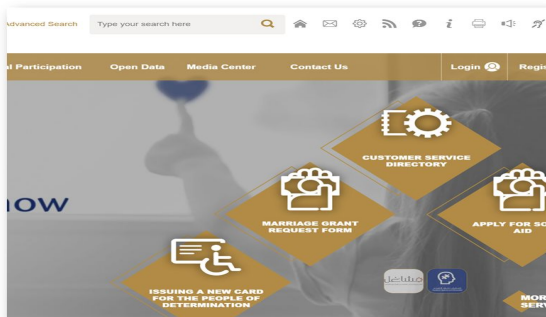 Advanced Search
Type your search here
al Participation
Open Data
Media Center
Contact Us
Login
Regis
now
CUSTOMER SERVICE
DIRECTORY
MARRIAGE GRANT
REQUEST FORM
APPLY FOR SO
AID
ISSUING A NEW CARD
FOR THE PEOPLE OF
DETERMINATION
MOR
SERV